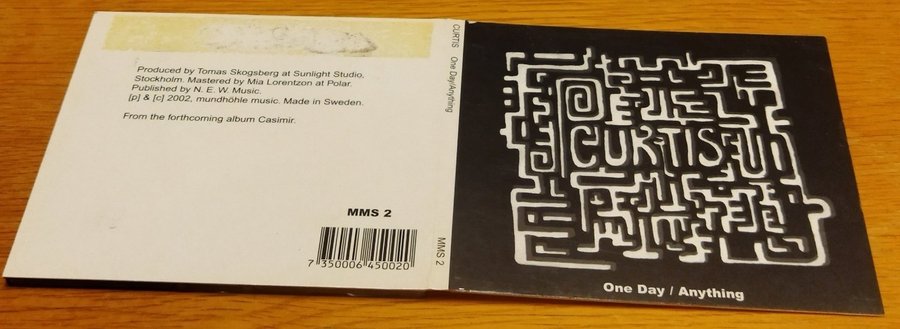 Produced by Tomas Skogsberg at Sunlight Studio,
Stockholm. Mastered by Mia Lorentzon at Polar.
Published by N. E. W. Music.
[p] & [c] 2002, mundhöhle music. Made in Sweden.
From the forthcoming album Casimir.
MMS 2
7 350006 450020
CURTIS One Day/Anything
MMS 2
CURTIS
One Day / Anything